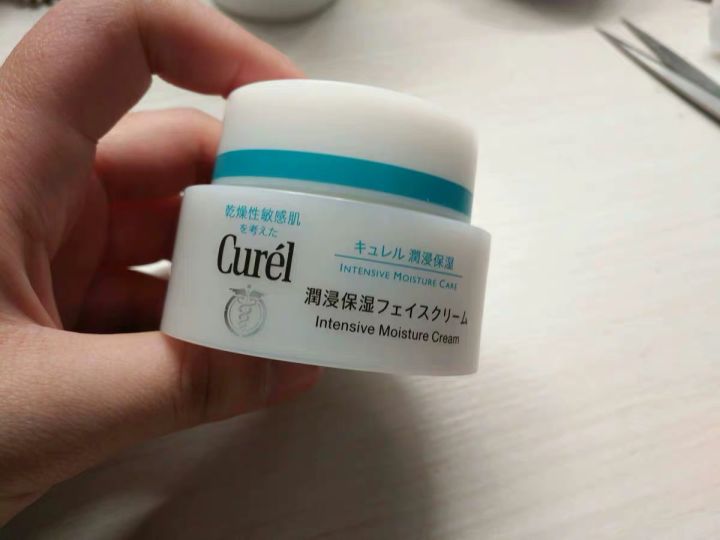 乾燥性敏感肌
を考えた
Curél
キュレル 潤浸保湿
INTENSIVE MOISTURE CARE
潤浸保湿フェイスクリーム
Intensive Moisture Cream